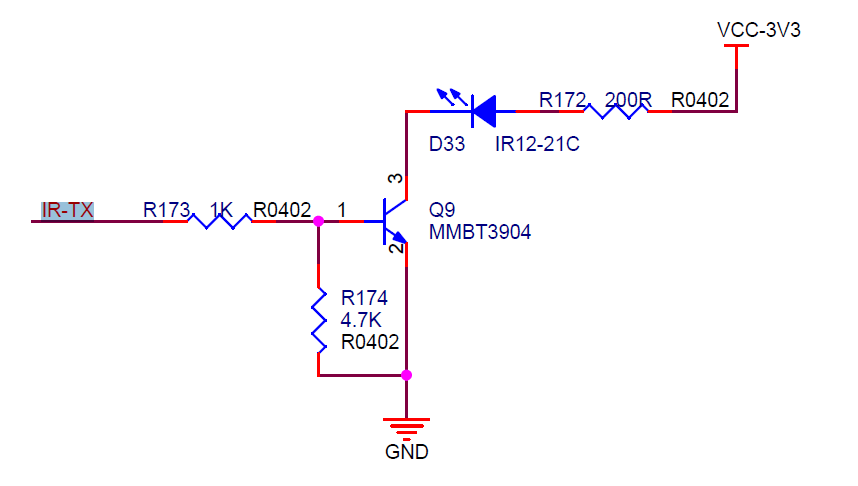 VCC-3V3
R172 200R R0402
D33 IR12-21C
3
IR-TX R173 1K R0402 1 Q9
MMBT3904
2
R174
4.7K
R0402
GND